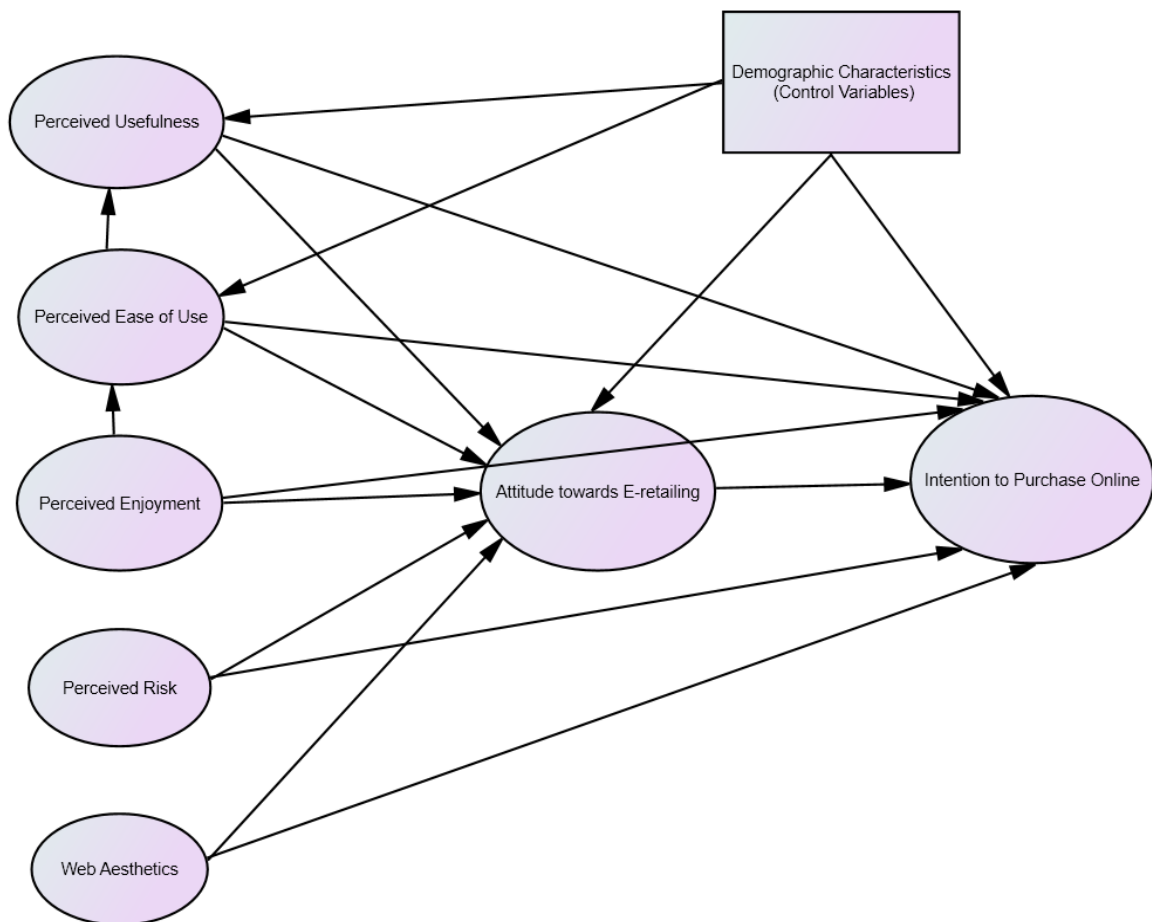 Demographic Characteristics
(Control Variables)
Perceived Usefulness
Perceived Ease of Use
Perceived Enjoyment
Attitude towards E-retailing
Intention to Purchase Online
Perceived Risk
Web Aesthetics